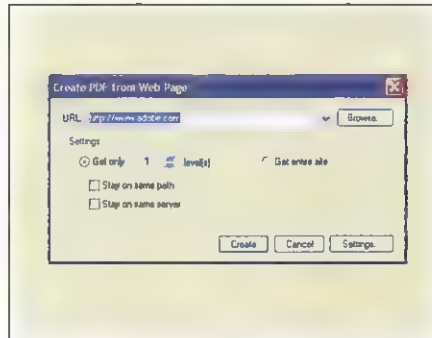 Create PDF from Web Page
URL: http://www.adobe.com Browse...
Settings
Get only 1 level(s) Get entire site
Stay on same path
Stay on same server
Create Cancel Settings...